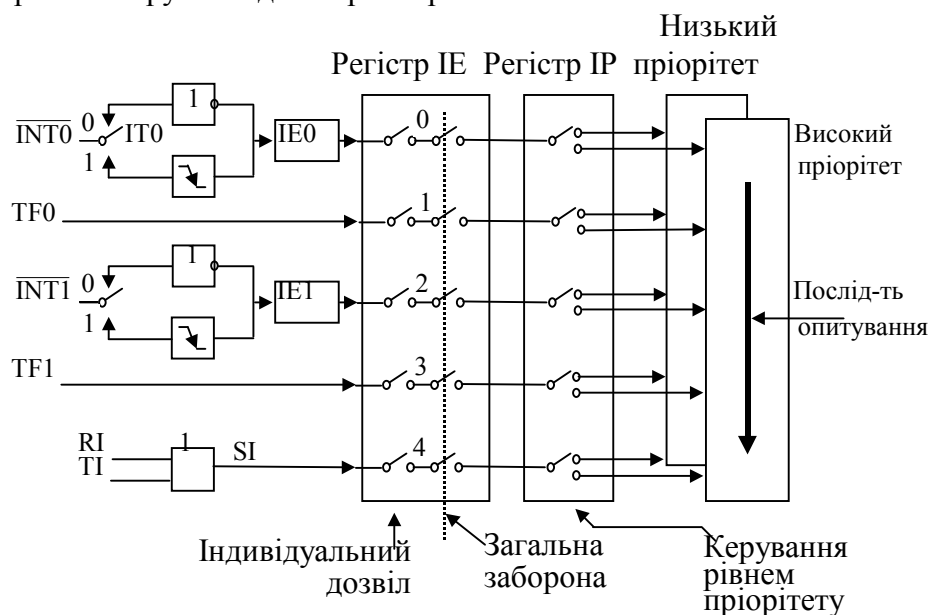 Низький
Регістр IE Регістр IP пріорітет
1
0
INT0 0 IT0 IE0
1
Високий
пріорітет
TF0 1
1
INT1 0 IE1 2
1
Послід-ть
опитування
TF1 3
RI 1 SI 4
TI
Індивідуальний
дозвіл
Загальна
заборона
Керування
рівнем
пріорітету